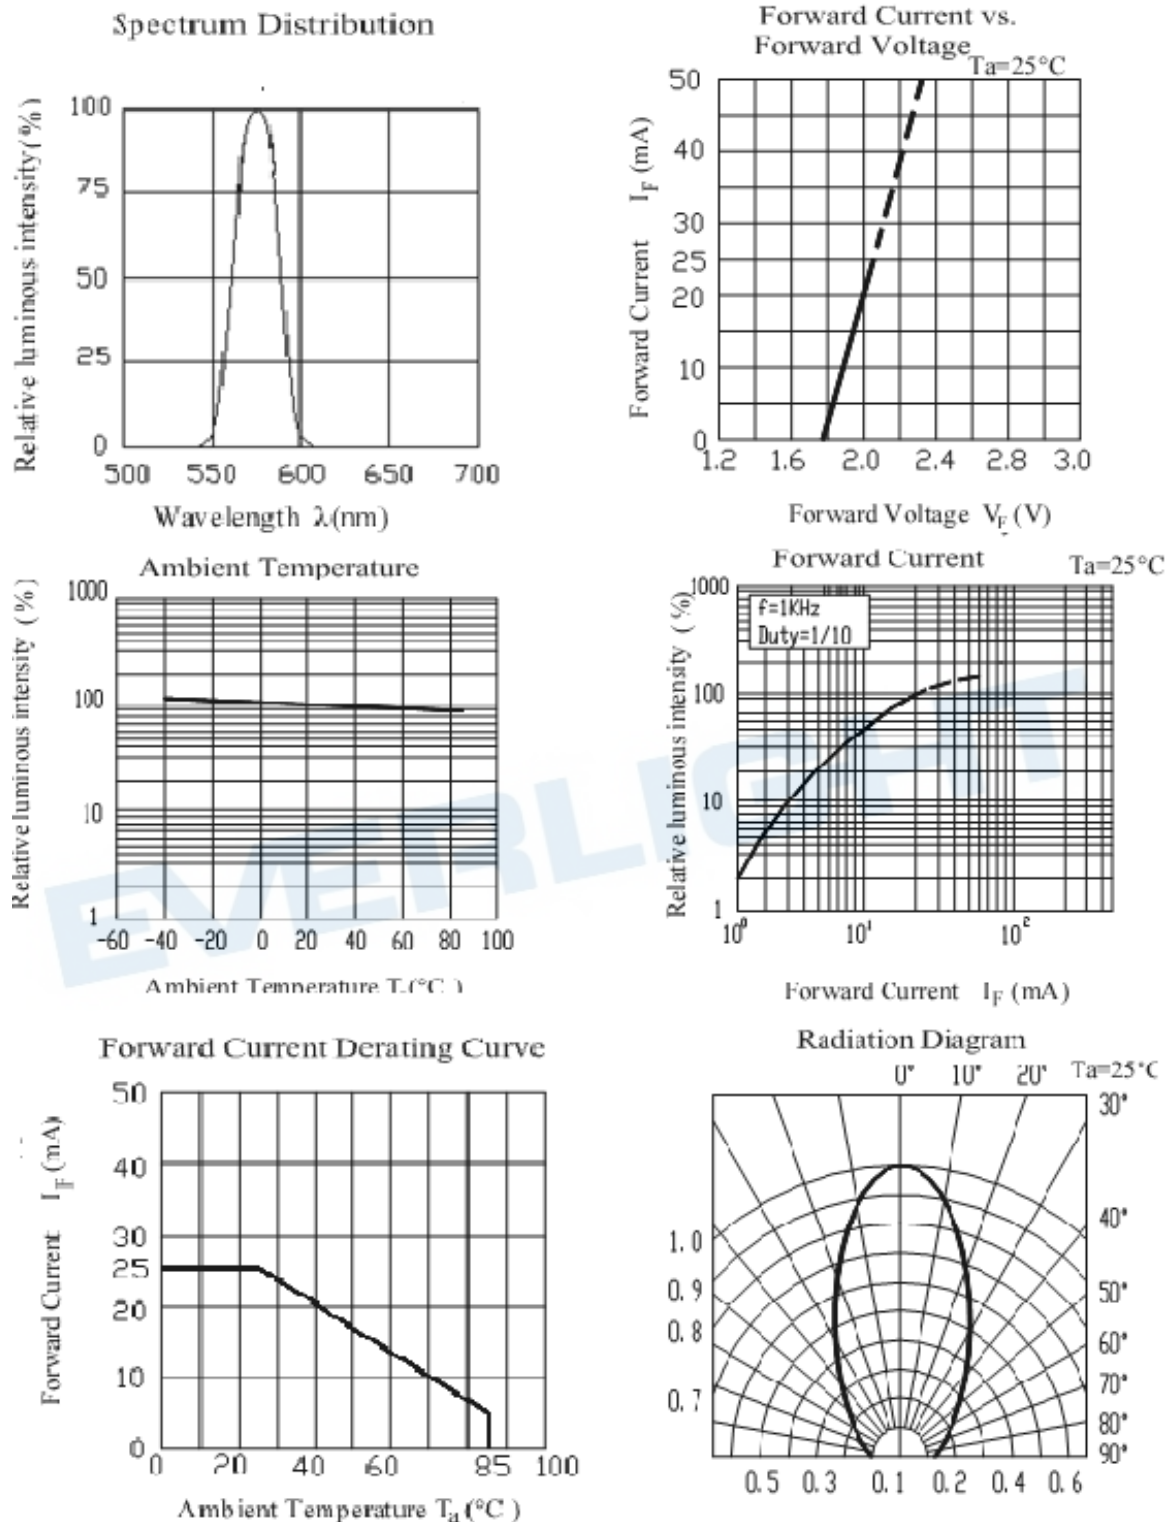 Spectrum Distribution
Relative luminous intensity(%)
100
75
50
25
0
500 550 600 650 700
Wavelength λ(nm)
Forward Current vs.
Forward Voltage
Ta=25°C
Forward Current I_F (mA)
50
40
30
25
20
10
0
1.2 1.6 2.0 2.4 2.8 3.0
Forward Voltage V_F (V)
Ambient Temperature
Relative luminous intensity (%)
1000
100
10
1
-60 -40 -20 0 20 40 60 80 100
Ambient Temperature T (°C )
Forward Current
Ta=25°C
Relative luminous intensity (%)
f=1KHz
Duty=1/10
1000
100
10
1
10⁰ 10¹ 10²
Forward Current I_F (mA)
EVERLIGHT
Forward Current Derating Curve
Forward Current I_F (mA)
50
40
30
25
20
10
0
0 20 40 60 85 100
Ambient Temperature Ta (°C )
Radiation Diagram
0° 10° 20° Ta=25°C
30°
40°
50°
60°
70°
80°
90°
1.0
0.9
0.8
0.7
0.5 0.3 0.1 0.2 0.4 0.6